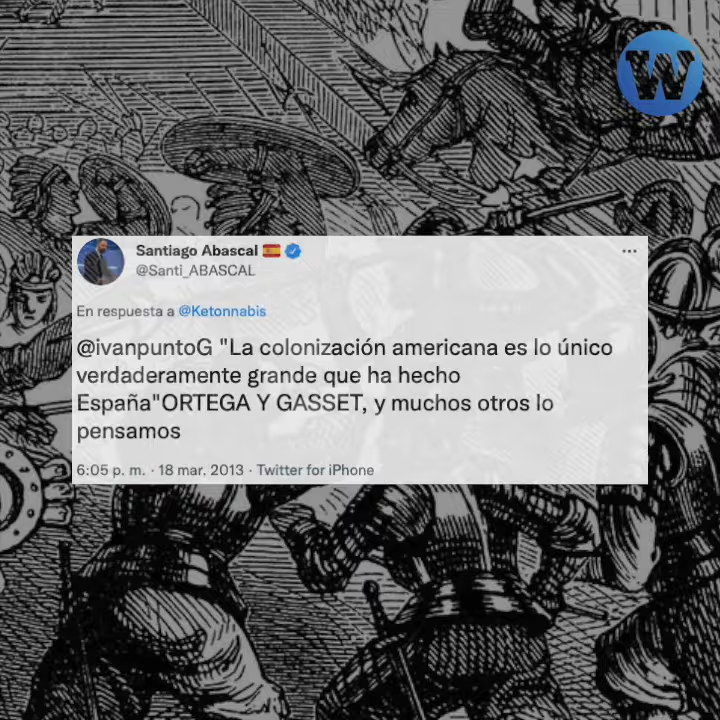 W
Santiago Abascal 🇪🇸
@Santi_ABASCAL
...
En respuesta a @Ketonnabis
@ivanpuntoG "La colonización americana es lo único
verdaderamente grande que ha hecho
España"ORTEGA Y GASSET, y muchos otros lo
pensamos
6:05 p. m. · 18 mar. 2013 · Twitter for iPhone